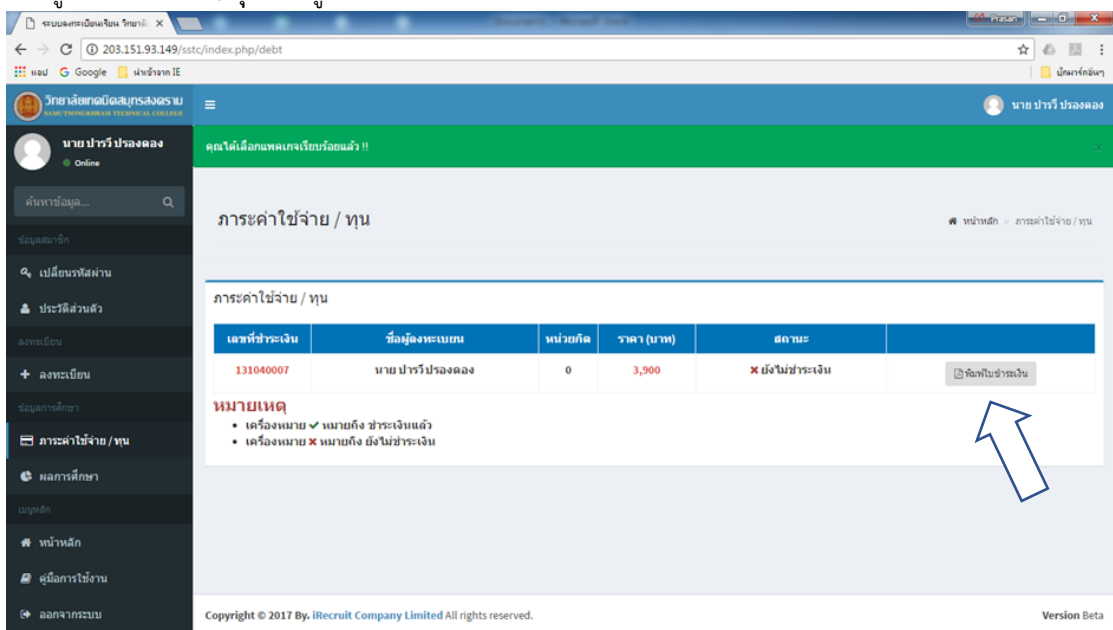 ระบบลงทะเบียนเรียน วิทยาลั
Prasan
203.151.93.149/sstc/index.php/debt
แอป
Google
นำเข้าจาก IE
บุ๊กมาร์กอื่นๆ
วิทยาลัยเทคนิคสมุทรสงคราม
SAMUTSONGKHRAM TECHNICAL COLLEGE
นาย ปารวี ปรองดอง
นาย ปารวี ปรองดอง
Online
คุณได้เลือกแพคเกจเรียบร้อยแล้ว !!
ค้นหาข้อมูล...
ภาระค่าใช้จ่าย / ทุน
หน้าหลัก > ภาระค่าใช้จ่าย / ทุน
ข้อมูลสมาชิก
เปลี่ยนรหัสผ่าน
ประวัติส่วนตัว
ลงทะเบียน
ลงทะเบียน
ข้อมูลการศึกษา
ภาระค่าใช้จ่าย / ทุน
ผลการศึกษา
เมนูหลัก
หน้าหลัก
คู่มือการใช้งาน
ออกจากระบบ
ภาระค่าใช้จ่าย / ทุน
เลขที่ชำระเงิน ชื่อผู้ลงทะเบียน หน่วยกิต ราคา (บาท) สถานะ
131040007 นาย ปารวี ปรองดอง 0 3,900 ✖ ยังไม่ชำระเงิน พิมพ์ใบชำระเงิน
หมายเหตุ
• เครื่องหมาย ✔ หมายถึง ชำระเงินแล้ว
• เครื่องหมาย ✖ หมายถึง ยังไม่ชำระเงิน
Copyright © 2017 By. iRecruit Company Limited All rights reserved.
Version Beta